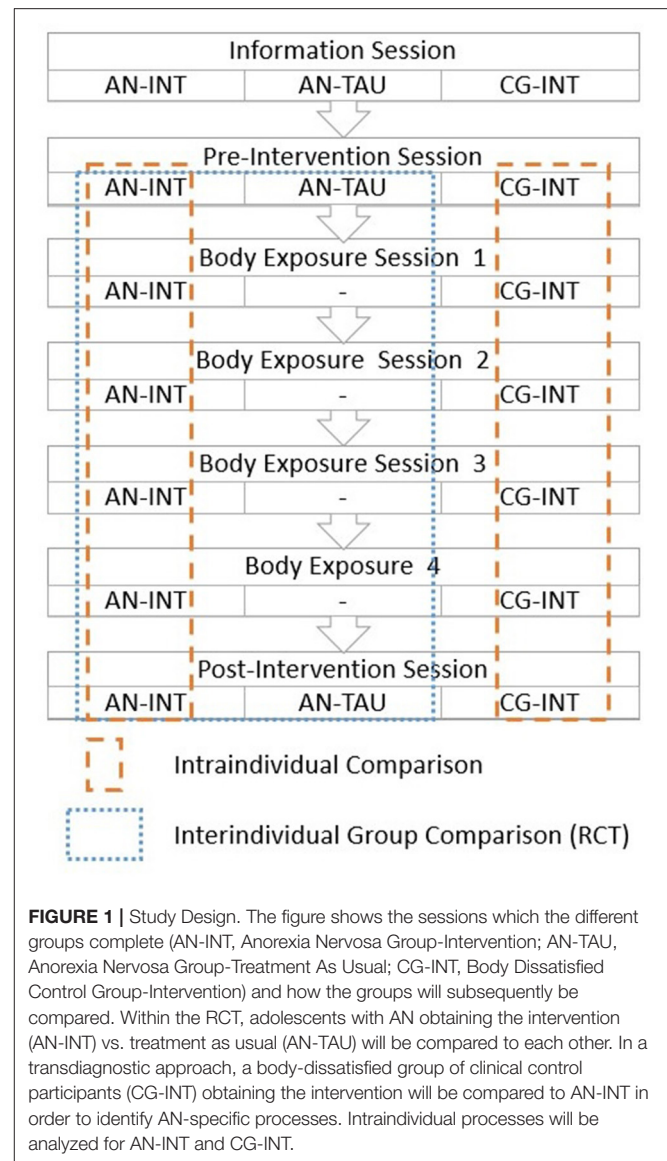 Information Session
AN-INT AN-TAU CG-INT
Pre-Intervention Session
AN-INT AN-TAU CG-INT
Body Exposure Session 1
AN-INT - CG-INT
Body Exposure Session 2
AN-INT - CG-INT
Body Exposure Session 3
AN-INT - CG-INT
Body Exposure 4
AN-INT - CG-INT
Post-Intervention Session
AN-INT AN-TAU CG-INT
Intraindividual Comparison
Interindividual Group Comparison (RCT)
FIGURE 1 | Study Design. The figure shows the sessions which the different
groups complete (AN-INT, Anorexia Nervosa Group-Intervention; AN-TAU,
Anorexia Nervosa Group-Treatment As Usual; CG-INT, Body Dissatisfied
Control Group-Intervention) and how the groups will subsequently be
compared. Within the RCT, adolescents with AN obtaining the intervention
(AN-INT) vs. treatment as usual (AN-TAU) will be compared to each other. In a
transdiagnostic approach, a body-dissatisfied group of clinical control
participants (CG-INT) obtaining the intervention will be compared to AN-INT in
order to identify AN-specific processes. Intraindividual processes will be
analyzed for AN-INT and CG-INT.